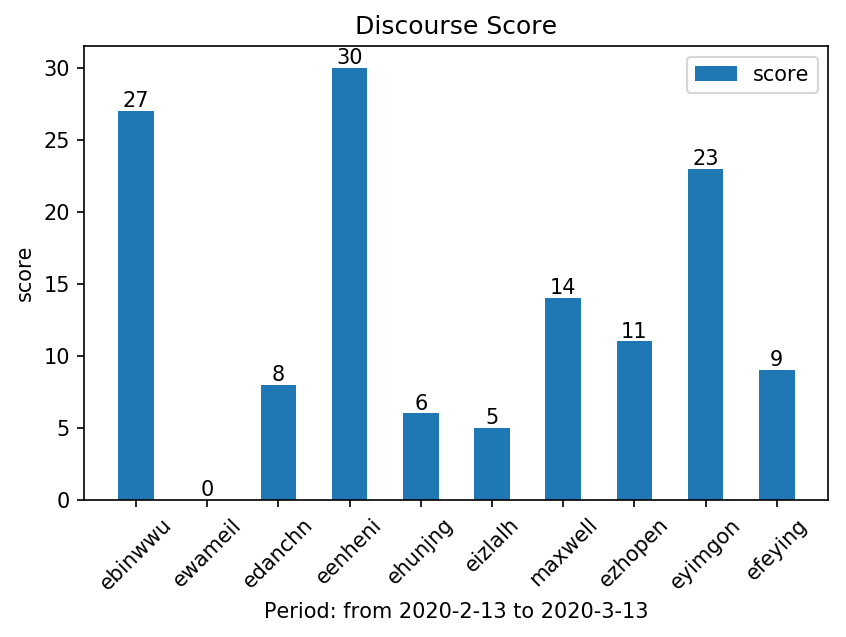 Discourse Score
score
30
25
20
15
10
5
0
score
27
0
8
30
6
5
14
11
23
9
ebinwwu
ewameil
edanchn
eenheni
ehunjng
eizlalh
maxwell
ezhopen
eyimgon
efeying
Period: from 2020-2-13 to 2020-3-13